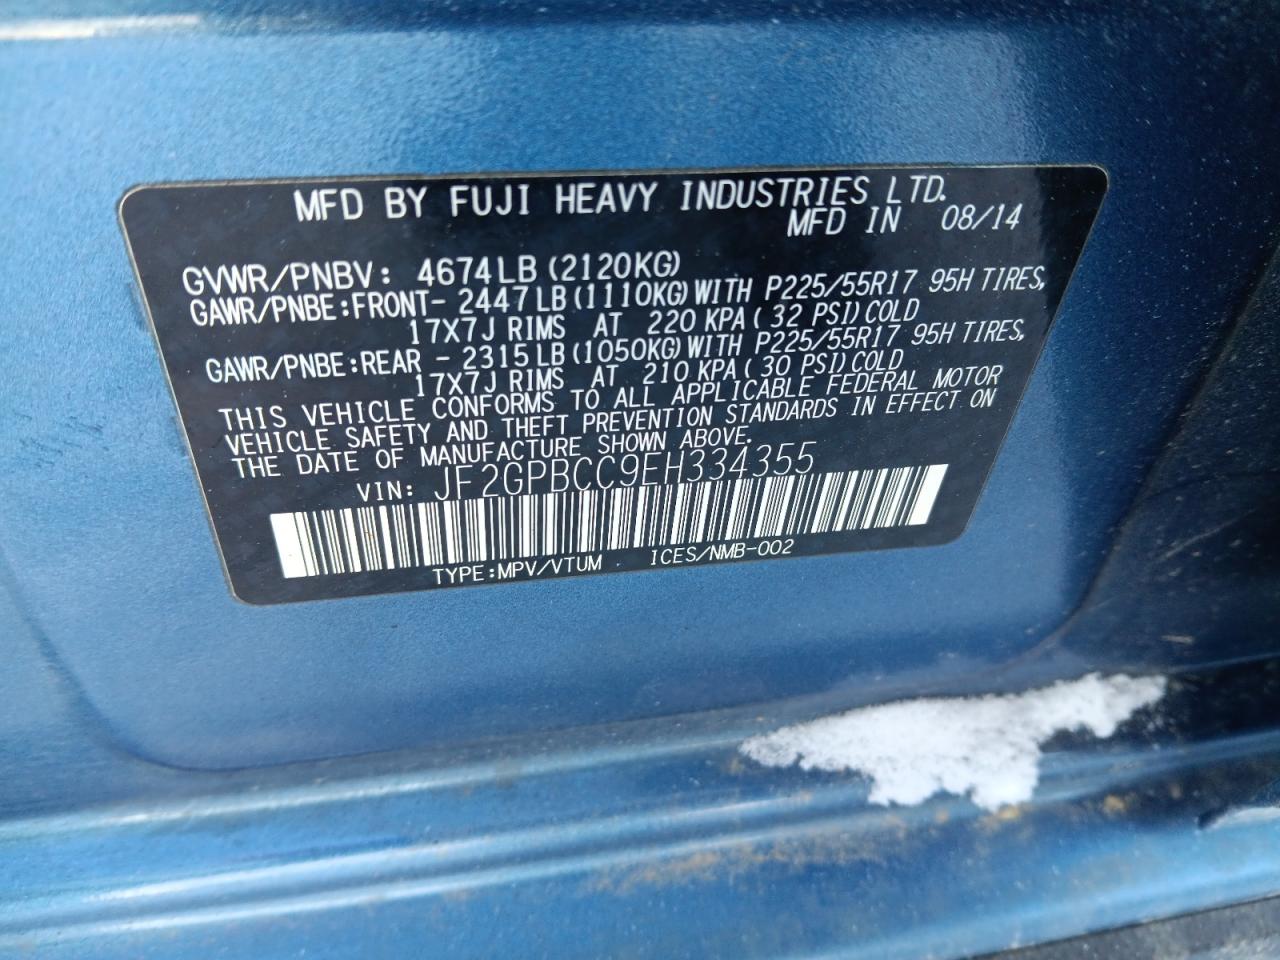 MFD BY FUJI HEAVY INDUSTRIES LTD.
MFD IN 08/14
GVWR/PNBV: 4674LB(2120KG)
GAWR/PNBE:FRONT- 2447LB(1110KG)WITH P225/55R17 95H TIRES,
17X7J RIMS AT 220 KPA(32 PSI)COLD
GAWR/PNBE:REAR - 2315LB(1050KG)WITH P225/55R17 95H TIRES,
17X7J RIMS AT 210 KPA(30 PSI)COLD
THIS VEHICLE CONFORMS TO ALL APPLICABLE FEDERAL MOTOR
VEHICLE SAFETY AND THEFT PREVENTION STANDARDS IN EFFECT ON
THE DATE OF MANUFACTURE SHOWN ABOVE.
VIN: JF2GPBCC9EH334355
TYPE:MPV/VTUM ICES/NMB-002